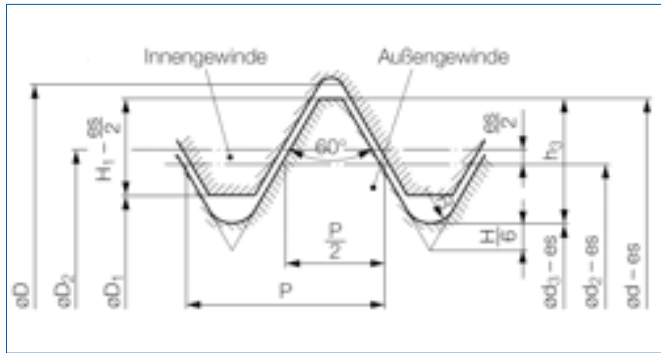 Innengewinde
Außengewinde
60°
H₁ – es/2
es/2
h₃
P/2
H/6
P
øD
øD₂
øD₁
ød₃ – es
ød₂ – es
ød – es